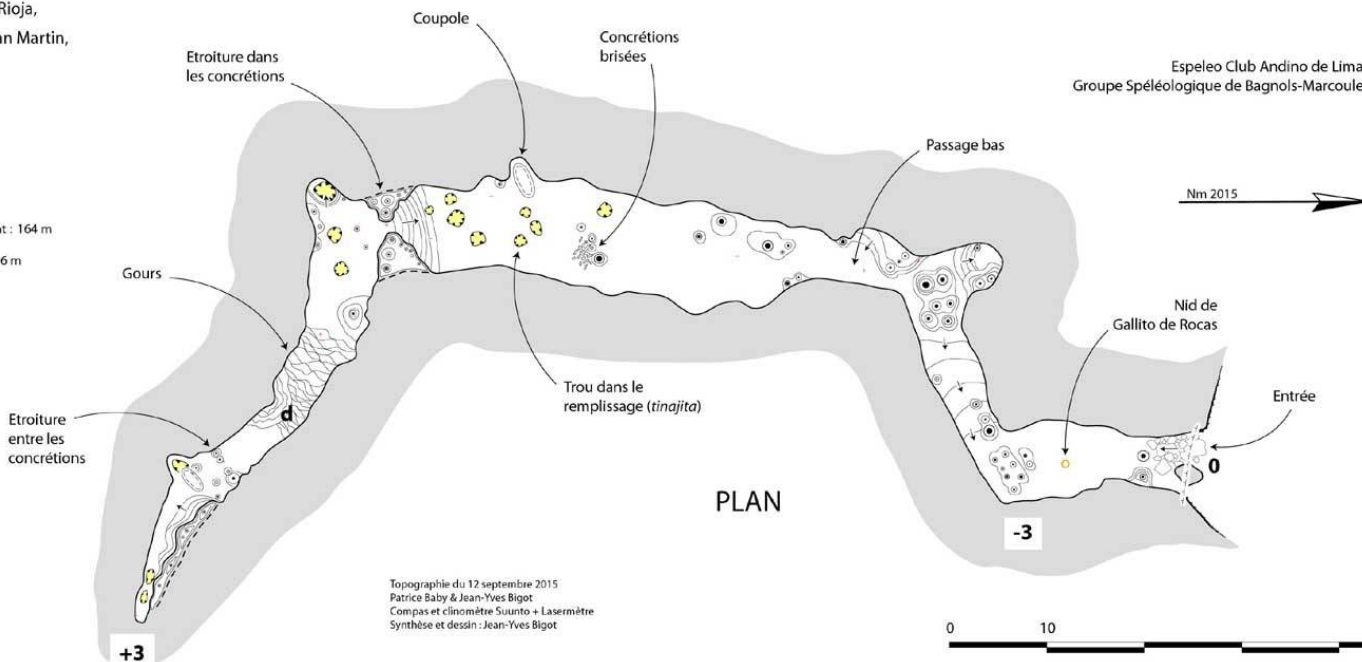 Rioja,
n Martin,
t : 164 m
6 m
Coupole
Etroiture dans
les concrétions
Concrétions
brisées
Espeleo Club Andino de Lima
Groupe Spéléologique de Bagnols-Marcoule
Passage bas
Nm 2015
Gours
Nid de
Gallito de Rocas
Entrée
Trou dans le
remplissage (tinajita)
Etroiture
entre les
concrétions
d
0
PLAN
-3
Topographie du 12 septembre 2015
Patrice Baby & Jean-Yves Bigot
Compas et clinomètre Suunto + Lasermètre
Synthèse et dessin : Jean-Yves Bigot
0 10
+3